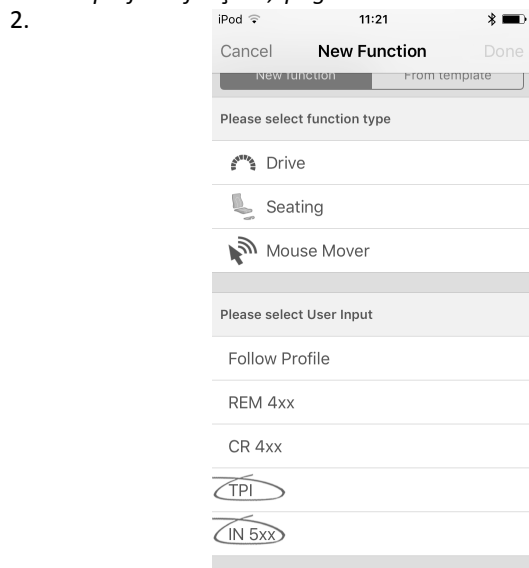 2.
iPod 11:21
Cancel New Function Done
New function From template
Please select function type
Drive
Seating
Mouse Mover
Please select User Input
Follow Profile
REM 4xx
CR 4xx
TPI
IN 5xx